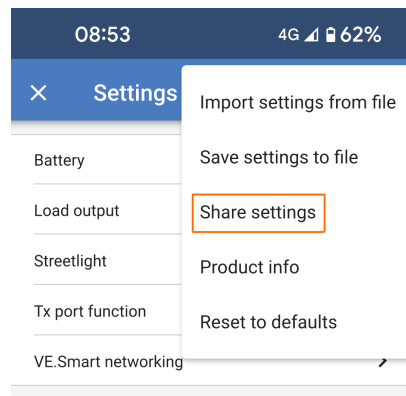 08:53 4G 62%
Settings
Import settings from file
Save settings to file
Share settings
Product info
Reset to defaults
Battery
Load output
Streetlight
Tx port function
VE.Smart networking